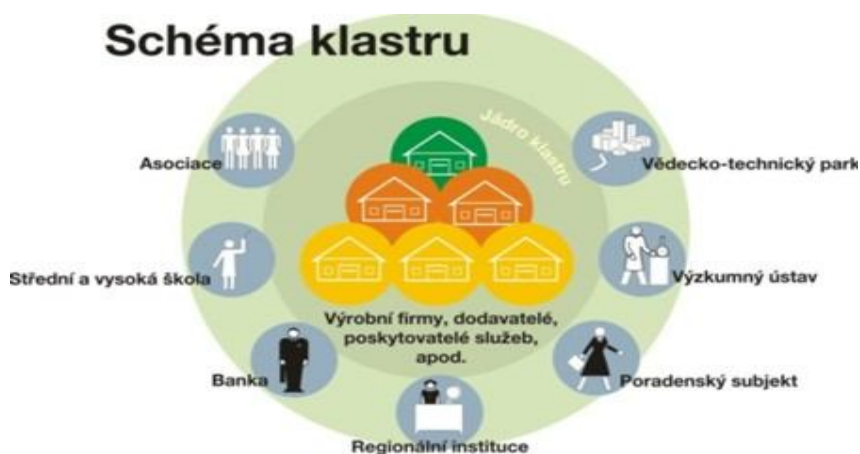 Schéma klastru
Jádro klastru
Asociace
Vědecko-technický park
Střední a vysoká škola
Výzkumný ústav
Výrobní firmy, dodavatelé,
poskytovatelé služeb,
apod.
Banka
Poradenský subjekt
Regionální instituce